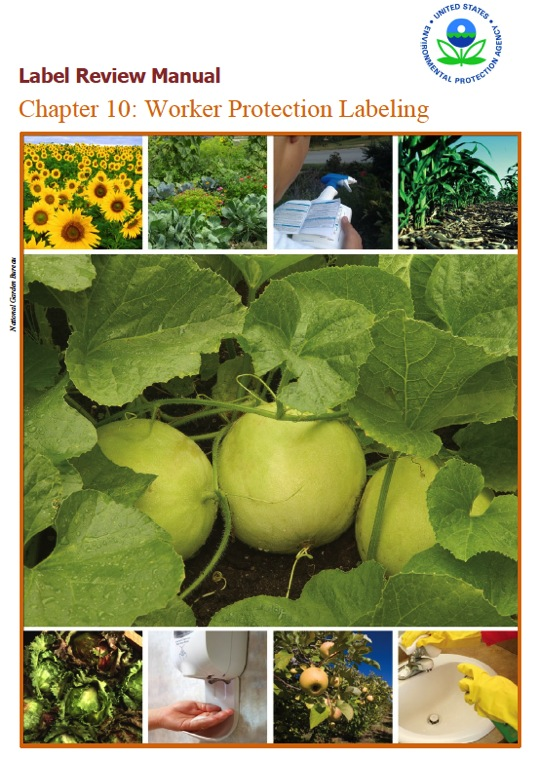 UNITED STATES
ENVIRONMENTAL PROTECTION AGENCY
Label Review Manual
Chapter 10: Worker Protection Labeling
National Garden Bureau